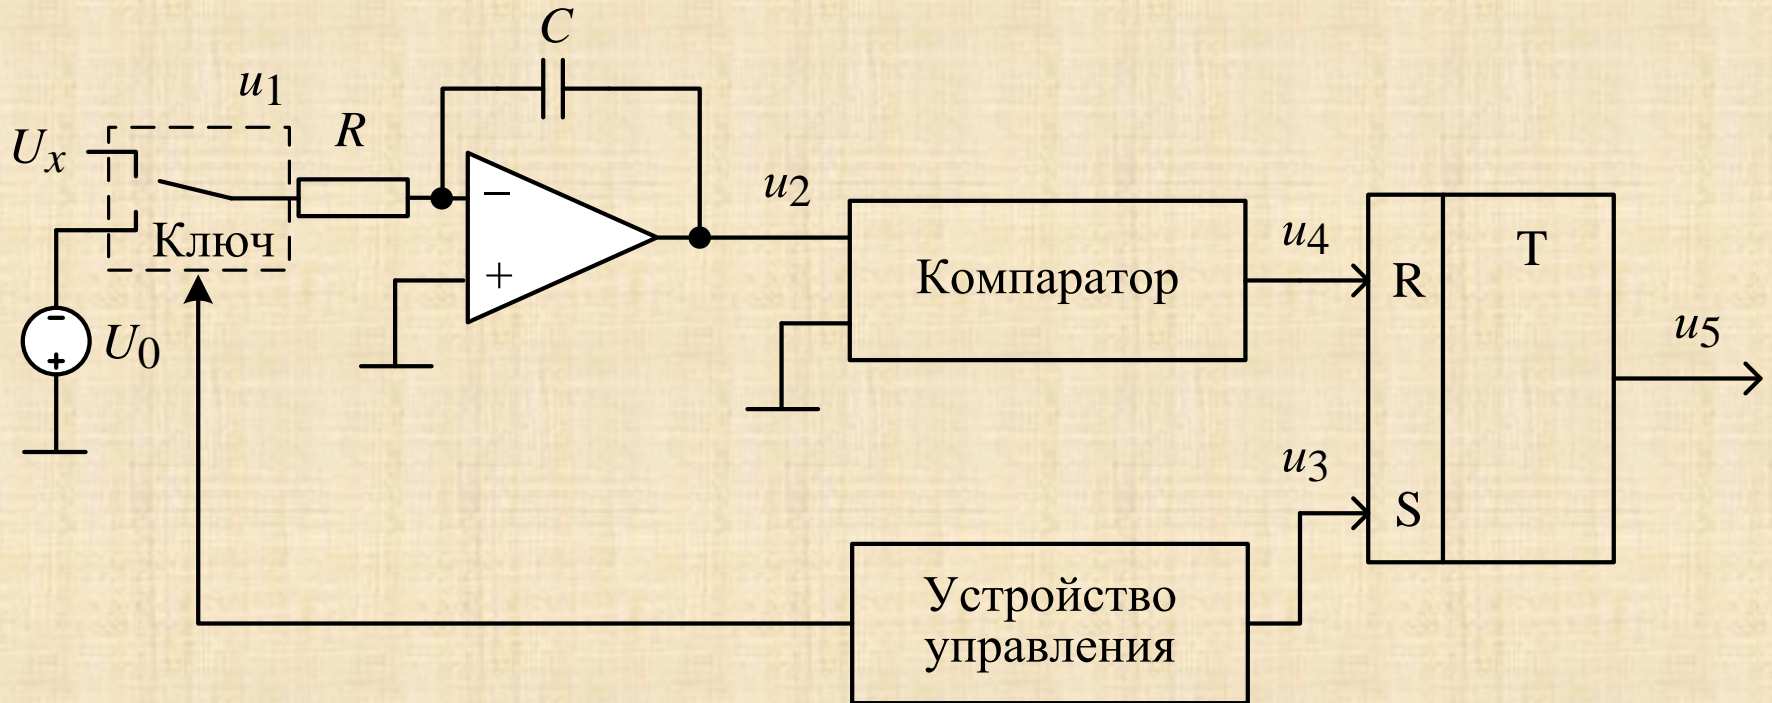 C
u1
R
Ux
−
u2
Ключ
+
u4
T
Компаратор
R
-
U0
+
u5
u3
S
Устройство
управления